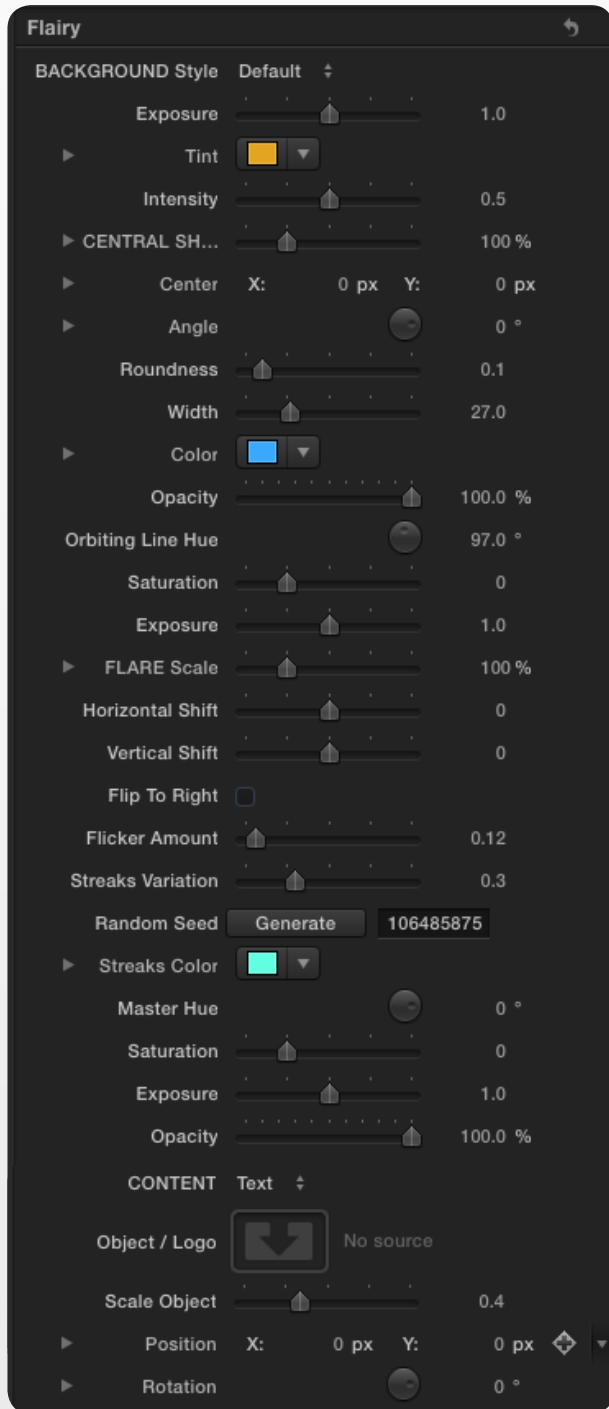 Flairy
BACKGROUND Style Default
Exposure 1.0
Tint
Intensity 0.5
CENTRAL SH... 100 %
Center X: 0 px Y: 0 px
Angle 0 °
Roundness 0.1
Width 27.0
Color
Opacity 100.0 %
Orbiting Line Hue 97.0 °
Saturation 0
Exposure 1.0
FLARE Scale 100 %
Horizontal Shift 0
Vertical Shift 0
Flip To Right
Flicker Amount 0.12
Streaks Variation 0.3
Random Seed Generate 106485875
Streaks Color
Master Hue 0 °
Saturation 0
Exposure 1.0
Opacity 100.0 %
CONTENT Text
Object / Logo No source
Scale Object 0.4
Position X: 0 px Y: 0 px
Rotation 0 °